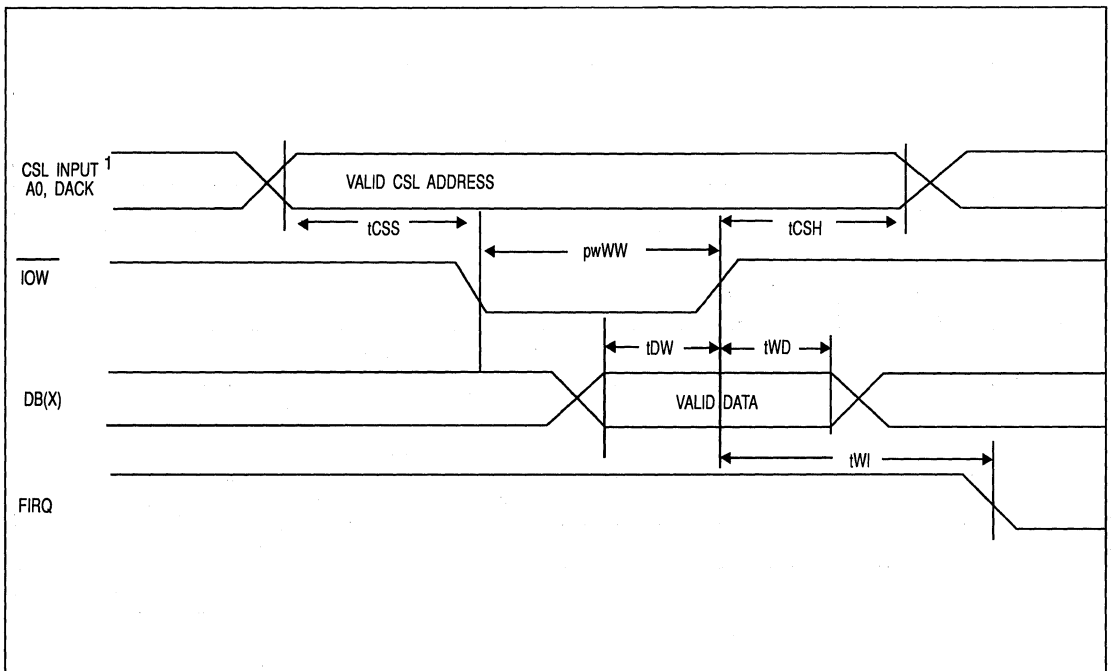 CSL INPUT 1
A0, DACK
VALID CSL ADDRESS
tCSS
tCSH
pwWW
IOW
tDW
tWD
DB(X)
VALID DATA
tWI
FIRQ